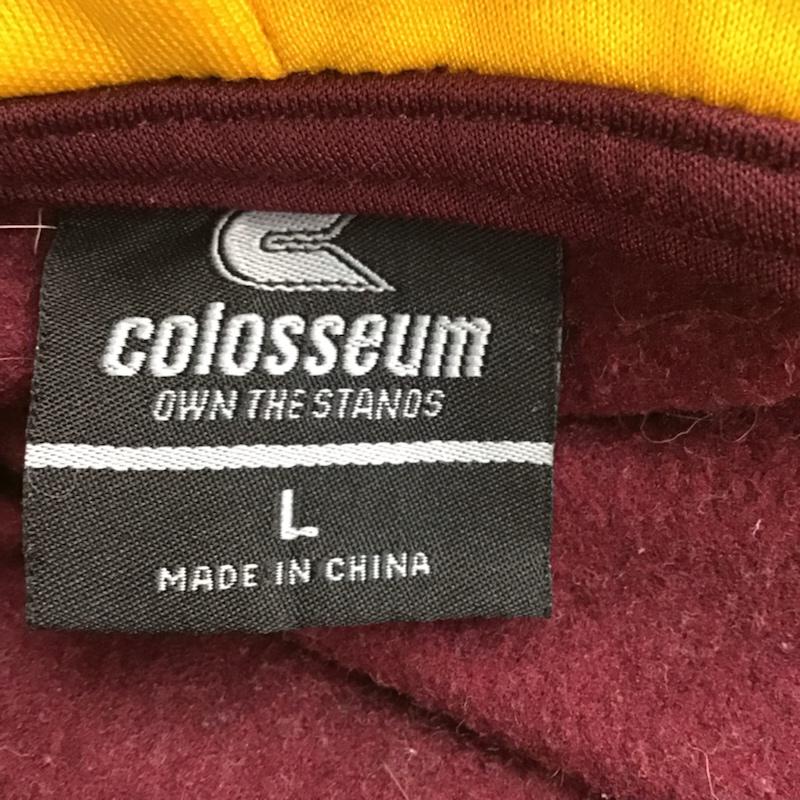 colosseum
OWN THE STANDS
L
MADE IN CHINA